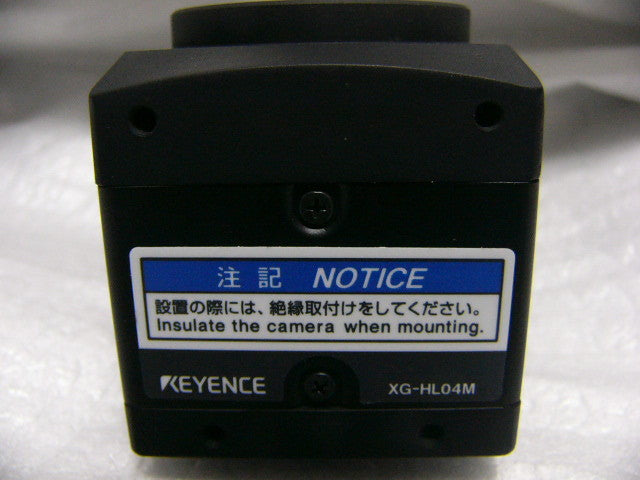 注記 NOTICE
設置の際には、絶縁取付けをしてください。
Insulate the camera when mounting.
KEYENCE XG-HL04M